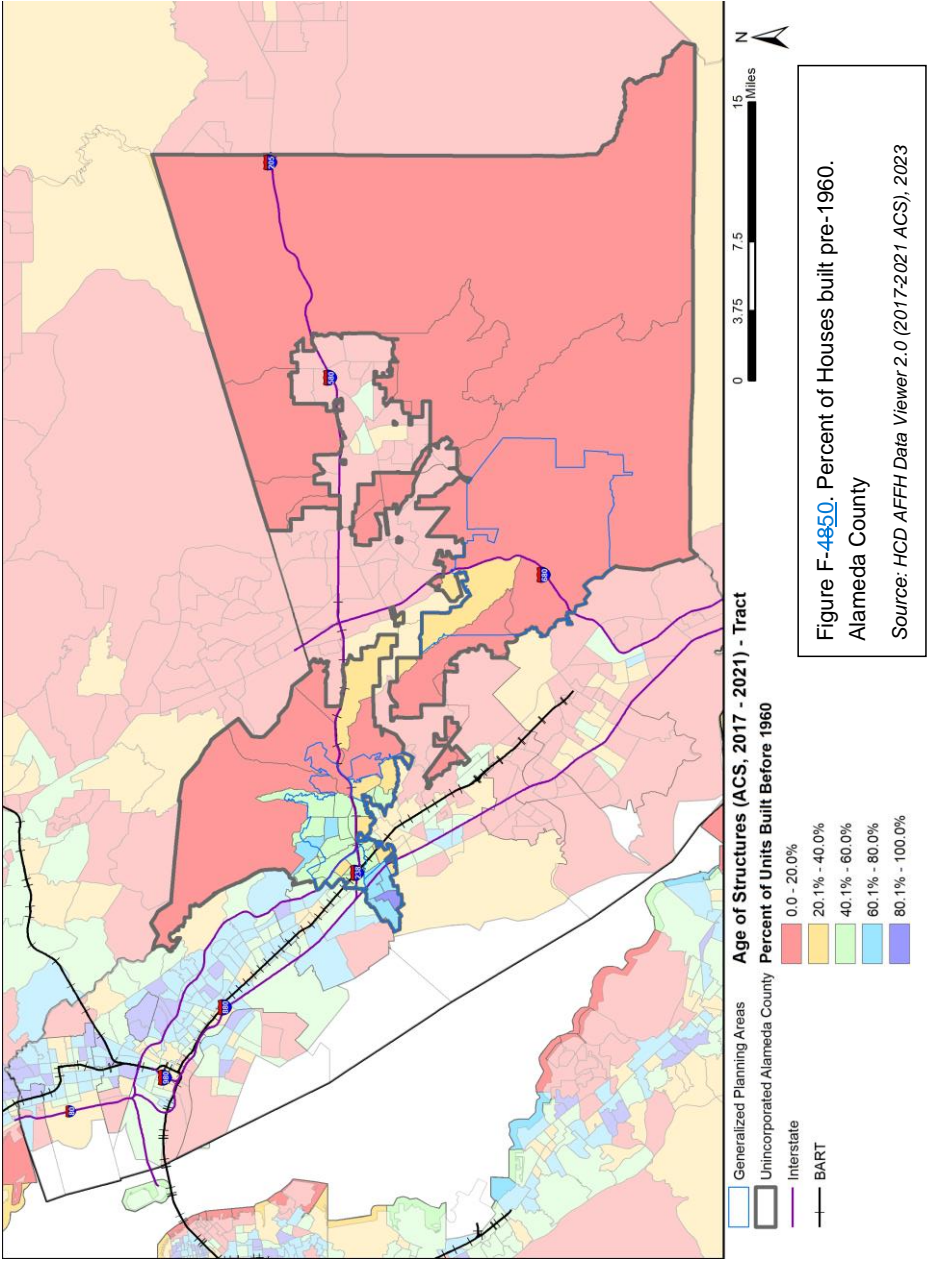 80
980
880
238
580
205
680
N
0 3.75 7.5 15
Miles
Generalized Planning Areas
Unincorporated Alameda County
Interstate
BART
Age of Structures (ACS, 2017 - 2021) - Tract
Percent of Units Built Before 1960
0.0 - 20.0%
20.1% - 40.0%
40.1% - 60.0%
60.1% - 80.0%
80.1% - 100.0%
Figure F-4850. Percent of Houses built pre-1960.
Alameda County
Source: HCD AFFH Data Viewer 2.0 (2017-2021 ACS), 2023